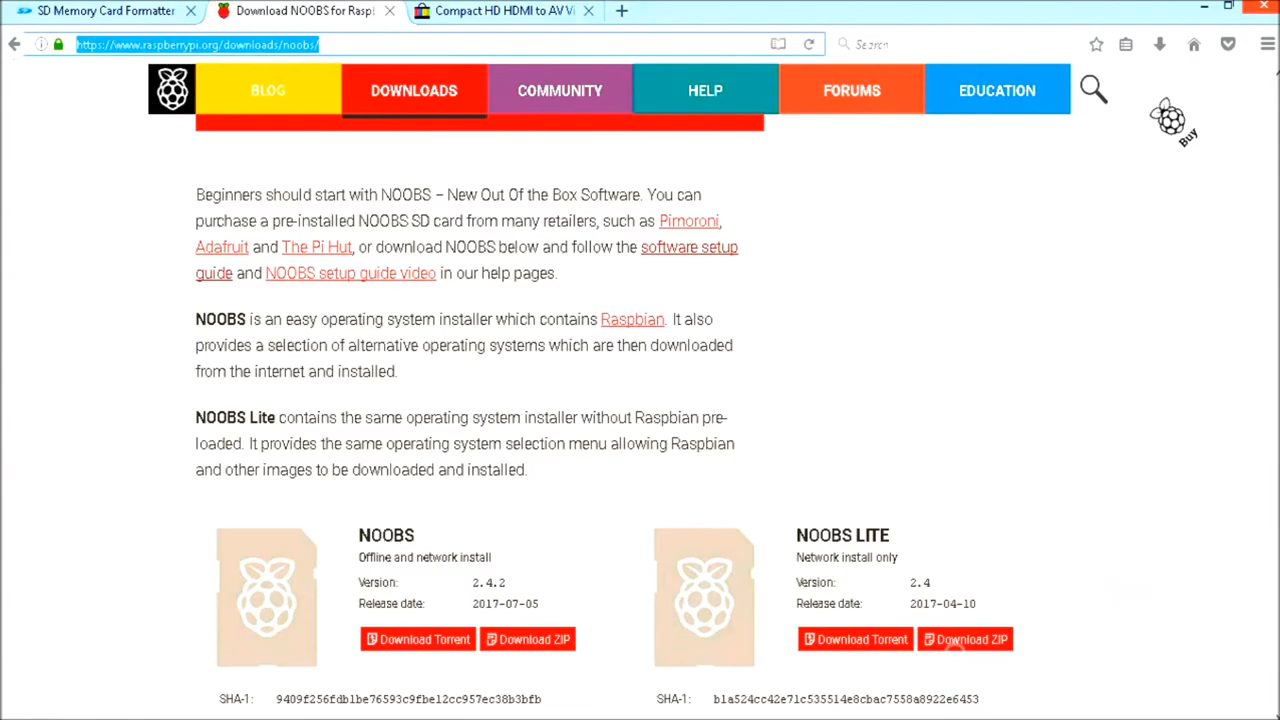 SD Memory Card Formatter
Download NOOBS for Rasp
Compact HD HDMI to AV Vi
https://www.raspberrypi.org/downloads/noobs/
Search
BLOG
DOWNLOADS
COMMUNITY
HELP
FORUMS
EDUCATION
Buy
Beginners should start with NOOBS – New Out Of the Box Software. You can
purchase a pre-installed NOOBS SD card from many retailers, such as Pimoroni,
Adafruit and The Pi Hut, or download NOOBS below and follow the software setup
guide and NOOBS setup guide video in our help pages.
NOOBS is an easy operating system installer which contains Raspbian. It also
provides a selection of alternative operating systems which are then downloaded
from the internet and installed.
NOOBS Lite contains the same operating system installer without Raspbian pre-
loaded. It provides the same operating system selection menu allowing Raspbian
and other images to be downloaded and installed.
NOOBS
Offline and network install
Version: 2.4.2
Release date: 2017-07-05
Download Torrent Download ZIP
SHA-1: 9409f256fdb1be76593c9fbe12cc957ec38b3bfb
NOOBS LITE
Network install only
Version: 2.4
Release date: 2017-04-10
Download Torrent Download ZIP
SHA-1: b1a524cc42e71c535514e8cbac7558a8922e6453